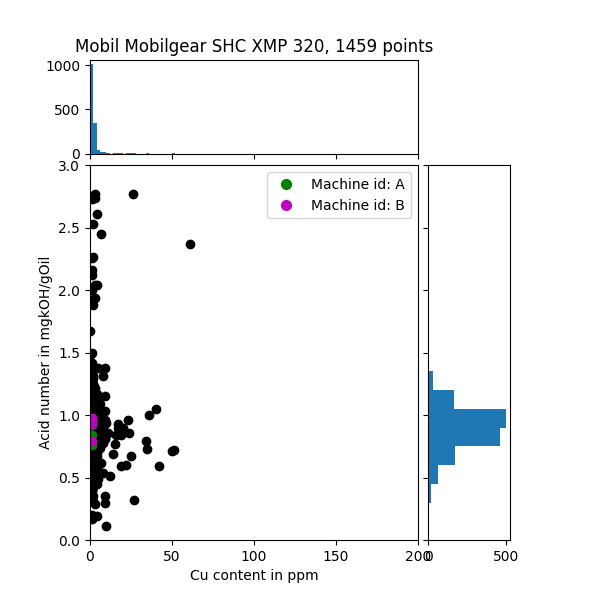 Mobil Mobilgear SHC XMP 320, 1459 points
1000
500
0
3.0
2.5
2.0
1.5
1.0
0.5
0.0
Acid number in mgkOH/gOil
Machine id: A
Machine id: B
0 50 100 150 200
0 500
Cu content in ppm